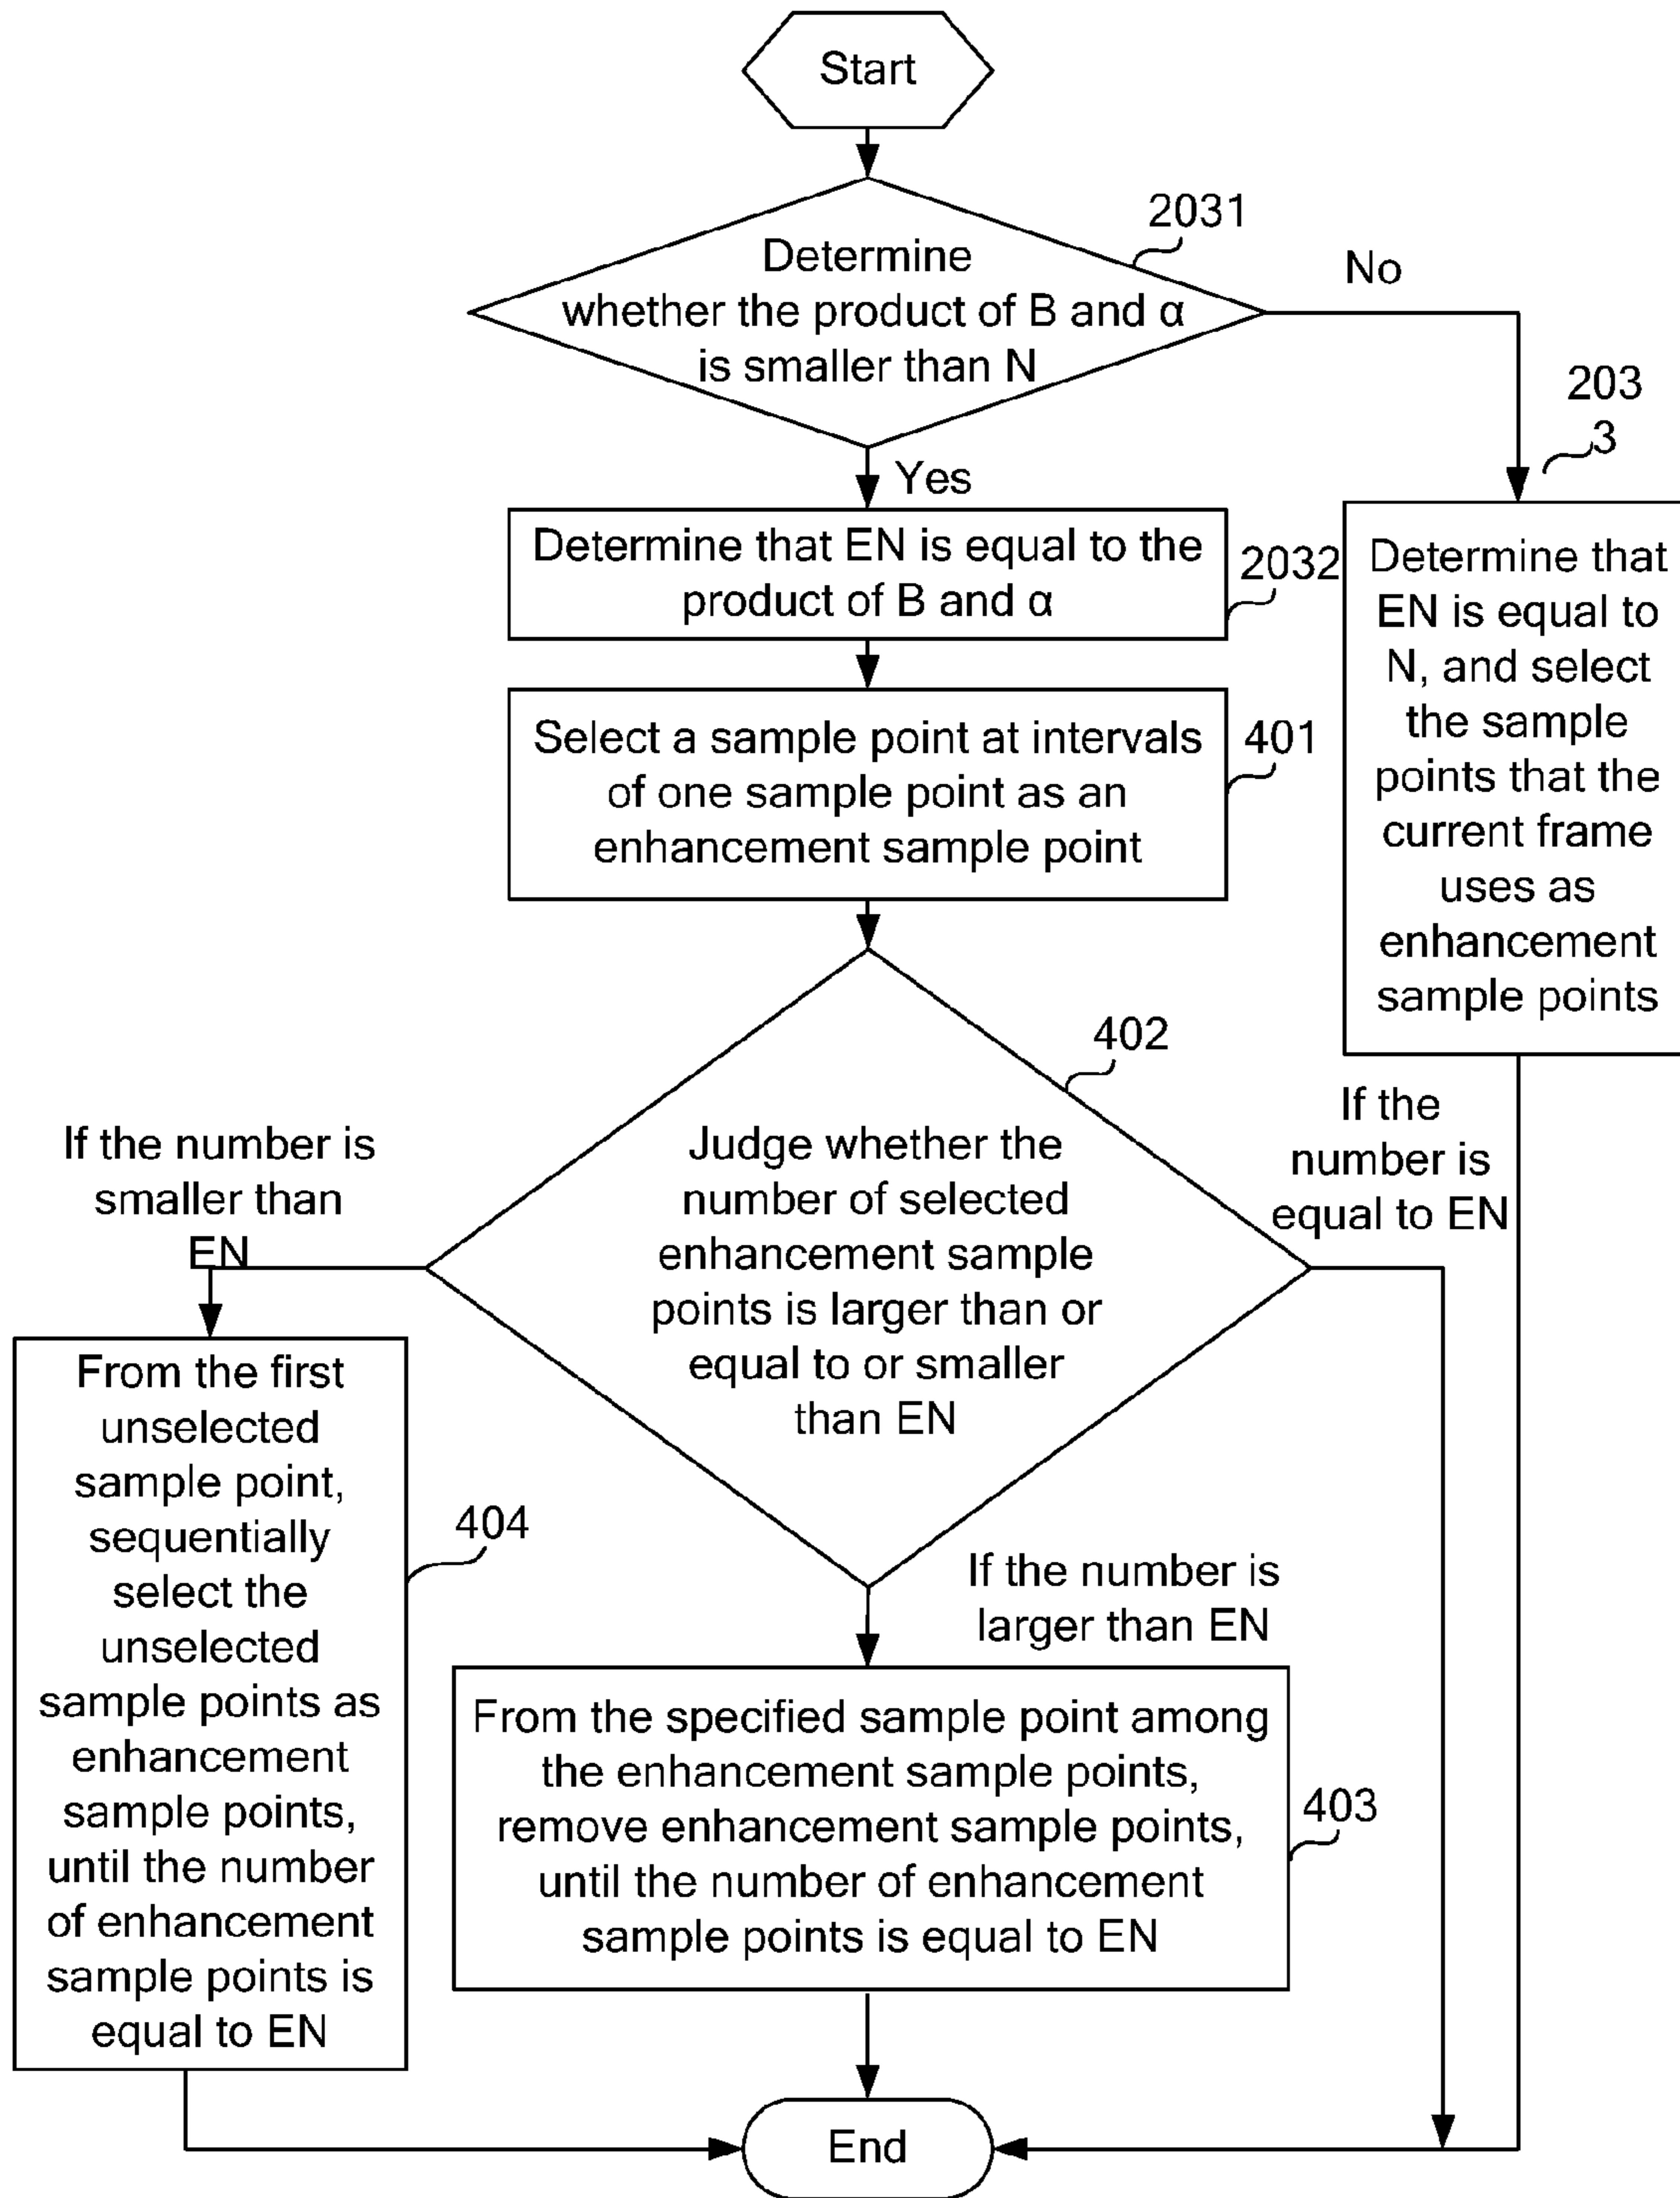 Start
Determine
whether the product of B and α
is smaller than N
2031
No
203
3
Yes
Determine that EN is equal to the
product of B and α
2032
Determine that
EN is equal to
N, and select
the sample
points that the
current frame
uses as
enhancement
sample points
Select a sample point at intervals
of one sample point as an
enhancement sample point
401
402
Judge whether the
number of selected
enhancement sample
points is larger than or
equal to or smaller
than EN
If the number is
smaller than
EN
If the
number is
equal to EN
If the number is
larger than EN
From the first
unselected
sample point,
sequentially
select the
unselected
sample points as
enhancement
sample points,
until the number
of enhancement
sample points is
equal to EN
404
From the specified sample point among
the enhancement sample points,
remove enhancement sample points,
until the number of enhancement
sample points is equal to EN
403
End